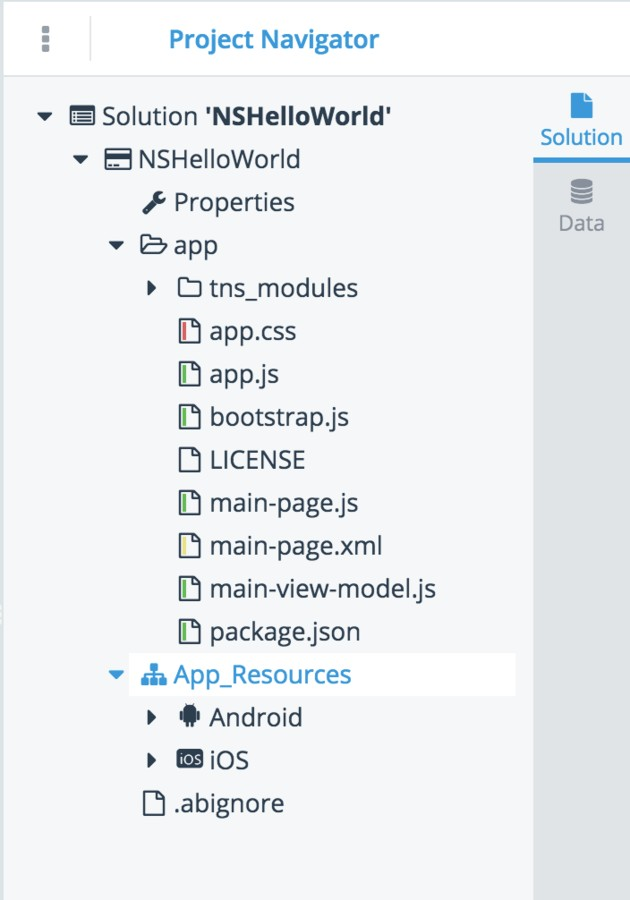 Project Navigator
Solution 'NSHelloWorld'
NSHelloWorld
Properties
app
tns_modules
app.css
app.js
bootstrap.js
LICENSE
main-page.js
main-page.xml
main-view-model.js
package.json
App_Resources
Android
iOS iOS
.abignore
Solution
Data